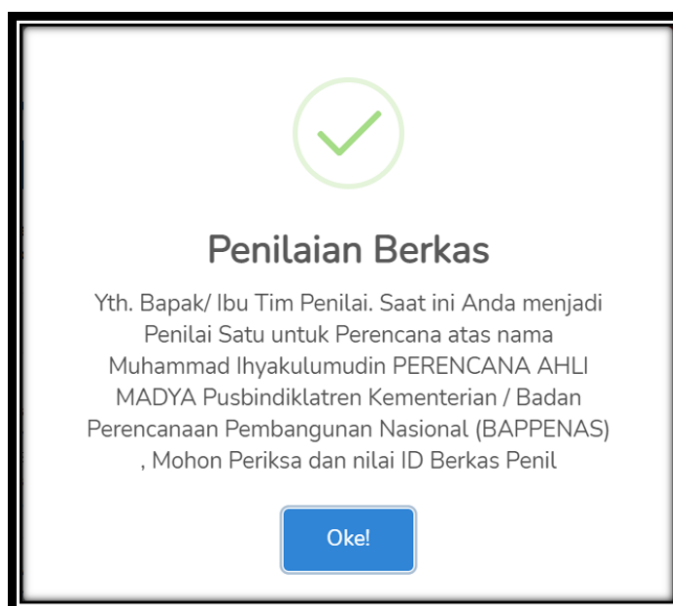 Penilaian Berkas
Yth. Bapak/ Ibu Tim Penilai. Saat ini Anda menjadi
Penilai Satu untuk Perencana atas nama
Muhammad Ihyakulumudin PERENCANA AHLI
MADYA Pusbindiklatren Kementerian / Badan
Perencanaan Pembangunan Nasional (BAPPENAS)
, Mohon Periksa dan nilai ID Berkas Penil
Oke!